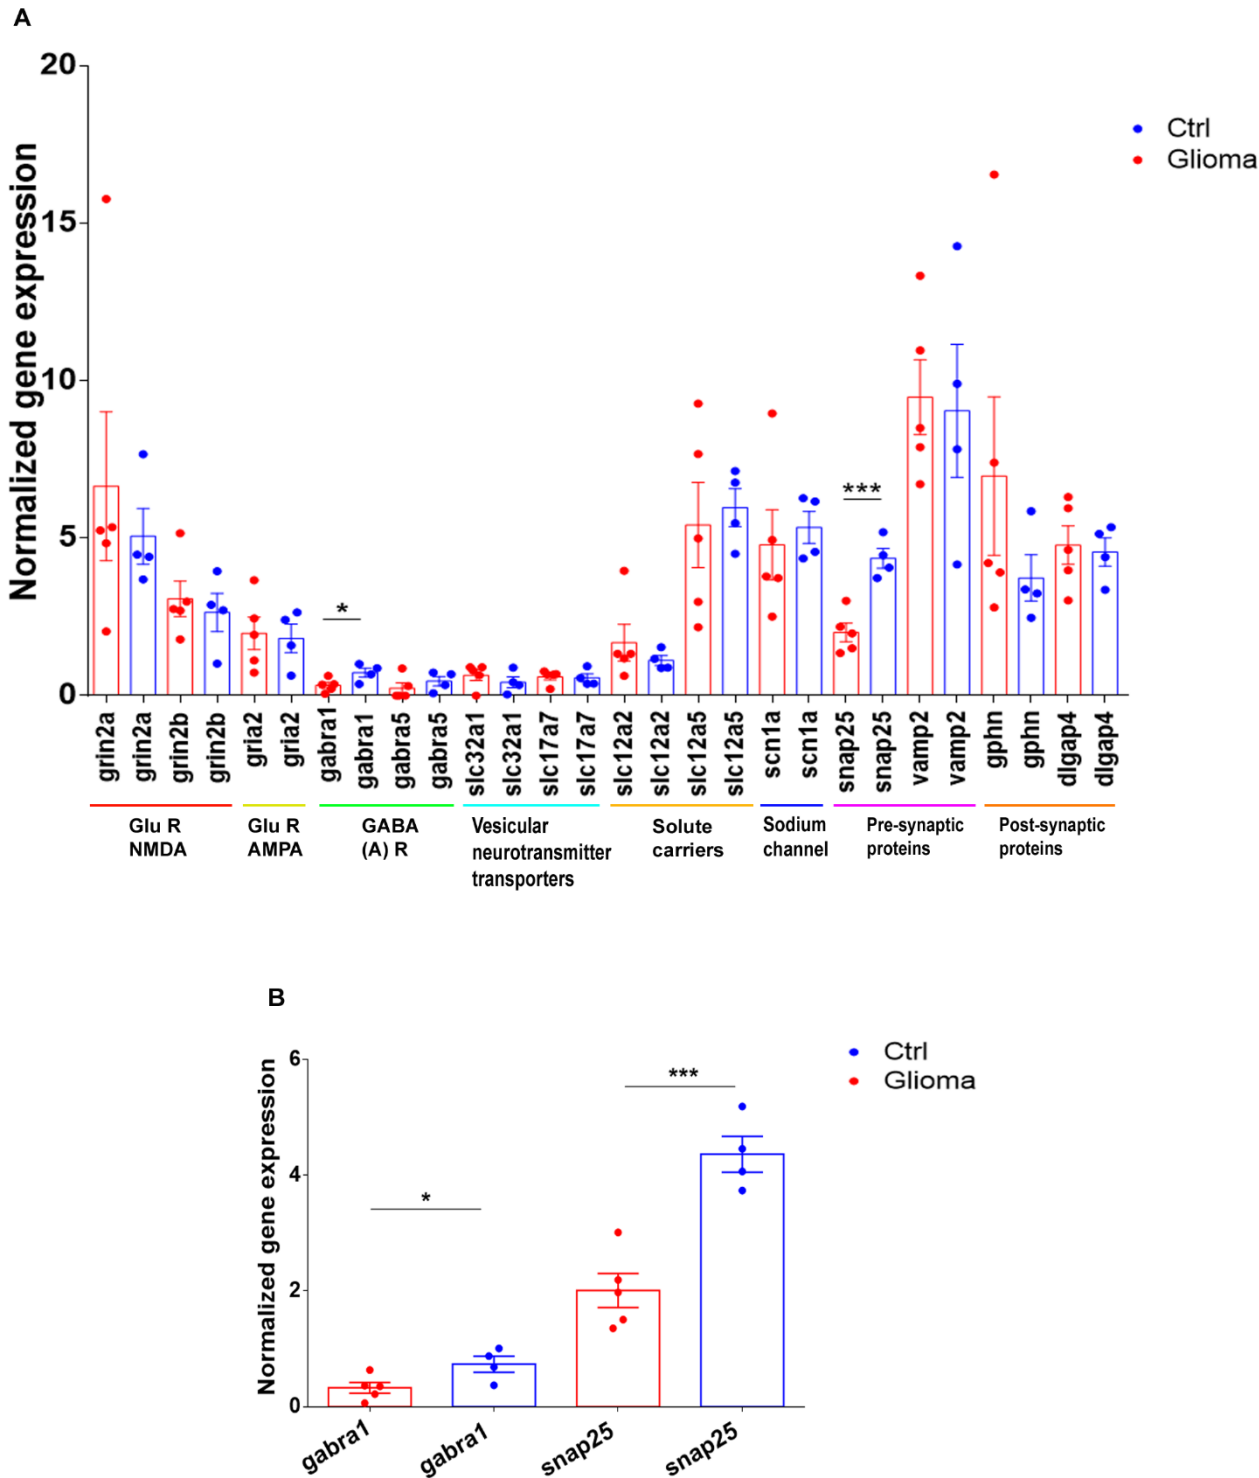 A
Normalized gene expression
20
15
10
5
0
Ctrl
Glioma
*
***
grin2a
grin2a
grin2b
grin2b
gria2
gria2
gabra1
gabra1
gabra5
gabra5
slc32a1
slc32a1
slc17a7
slc17a7
slc12a2
slc12a2
slc12a5
slc12a5
scn1a
scn1a
snap25
snap25
vamp2
vamp2
gphn
gphn
dlgap4
dlgap4
Glu R
NMDA
Glu R
AMPA
GABA
(A) R
Vesicular
neurotransmitter
transporters
Solute
carriers
Sodium
channel
Pre-synaptic
proteins
Post-synaptic
proteins
B
Normalized gene expression
6
4
2
0
Ctrl
Glioma
*
***
gabra1
gabra1
snap25
snap25